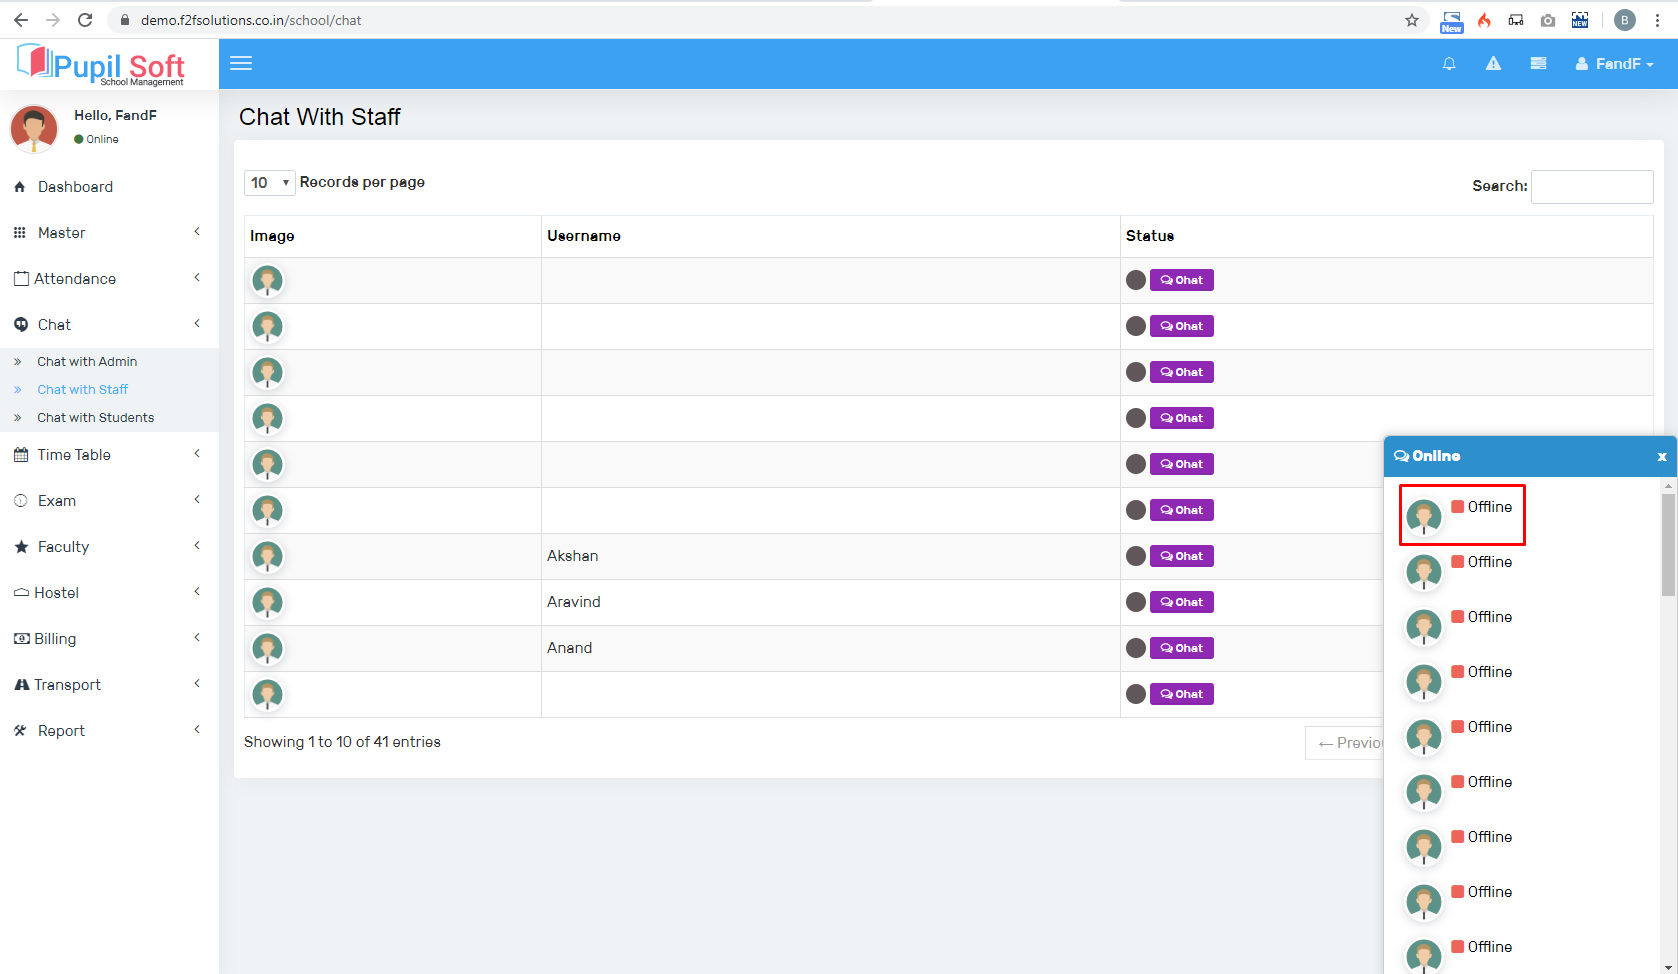 demo.f2fsolutions.co.in/school/chat
New
NEW
B
Pupil Soft
School Management
FandF
Hello, FandF
Online
Dashboard
Master
Attendance
Chat
Chat with Admin
Chat with Staff
Chat with Students
Time Table
Exam
Faculty
Hostel
Billing
Transport
Report
Chat With Staff
10 Records per page
Search:
Image Username Status
Chat
Chat
Chat
Chat
Chat
Chat
Akshan Chat
Aravind Chat
Anand Chat
Chat
Showing 1 to 10 of 41 entries
← Previou
Online x
Offline
Offline
Offline
Offline
Offline
Offline
Offline
Offline
Offline